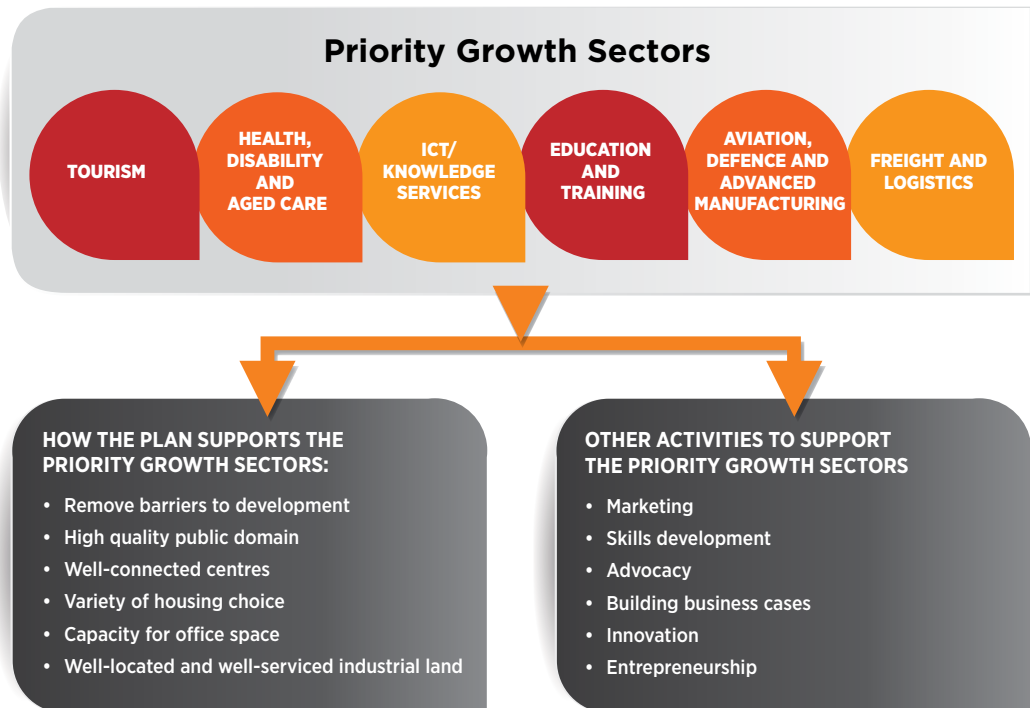 Priority Growth Sectors
TOURISM
HEALTH,
DISABILITY
AND
AGED CARE
ICT/
KNOWLEDGE
SERVICES
EDUCATION
AND
TRAINING
AVIATION,
DEFENCE AND
ADVANCED
MANUFACTURING
FREIGHT AND
LOGISTICS
HOW THE PLAN SUPPORTS THE
PRIORITY GROWTH SECTORS:
• Remove barriers to development
• High quality public domain
• Well-connected centres
• Variety of housing choice
• Capacity for office space
• Well-located and well-serviced industrial land
OTHER ACTIVITIES TO SUPPORT
THE PRIORITY GROWTH SECTORS
• Marketing
• Skills development
• Advocacy
• Building business cases
• Innovation
• Entrepreneurship